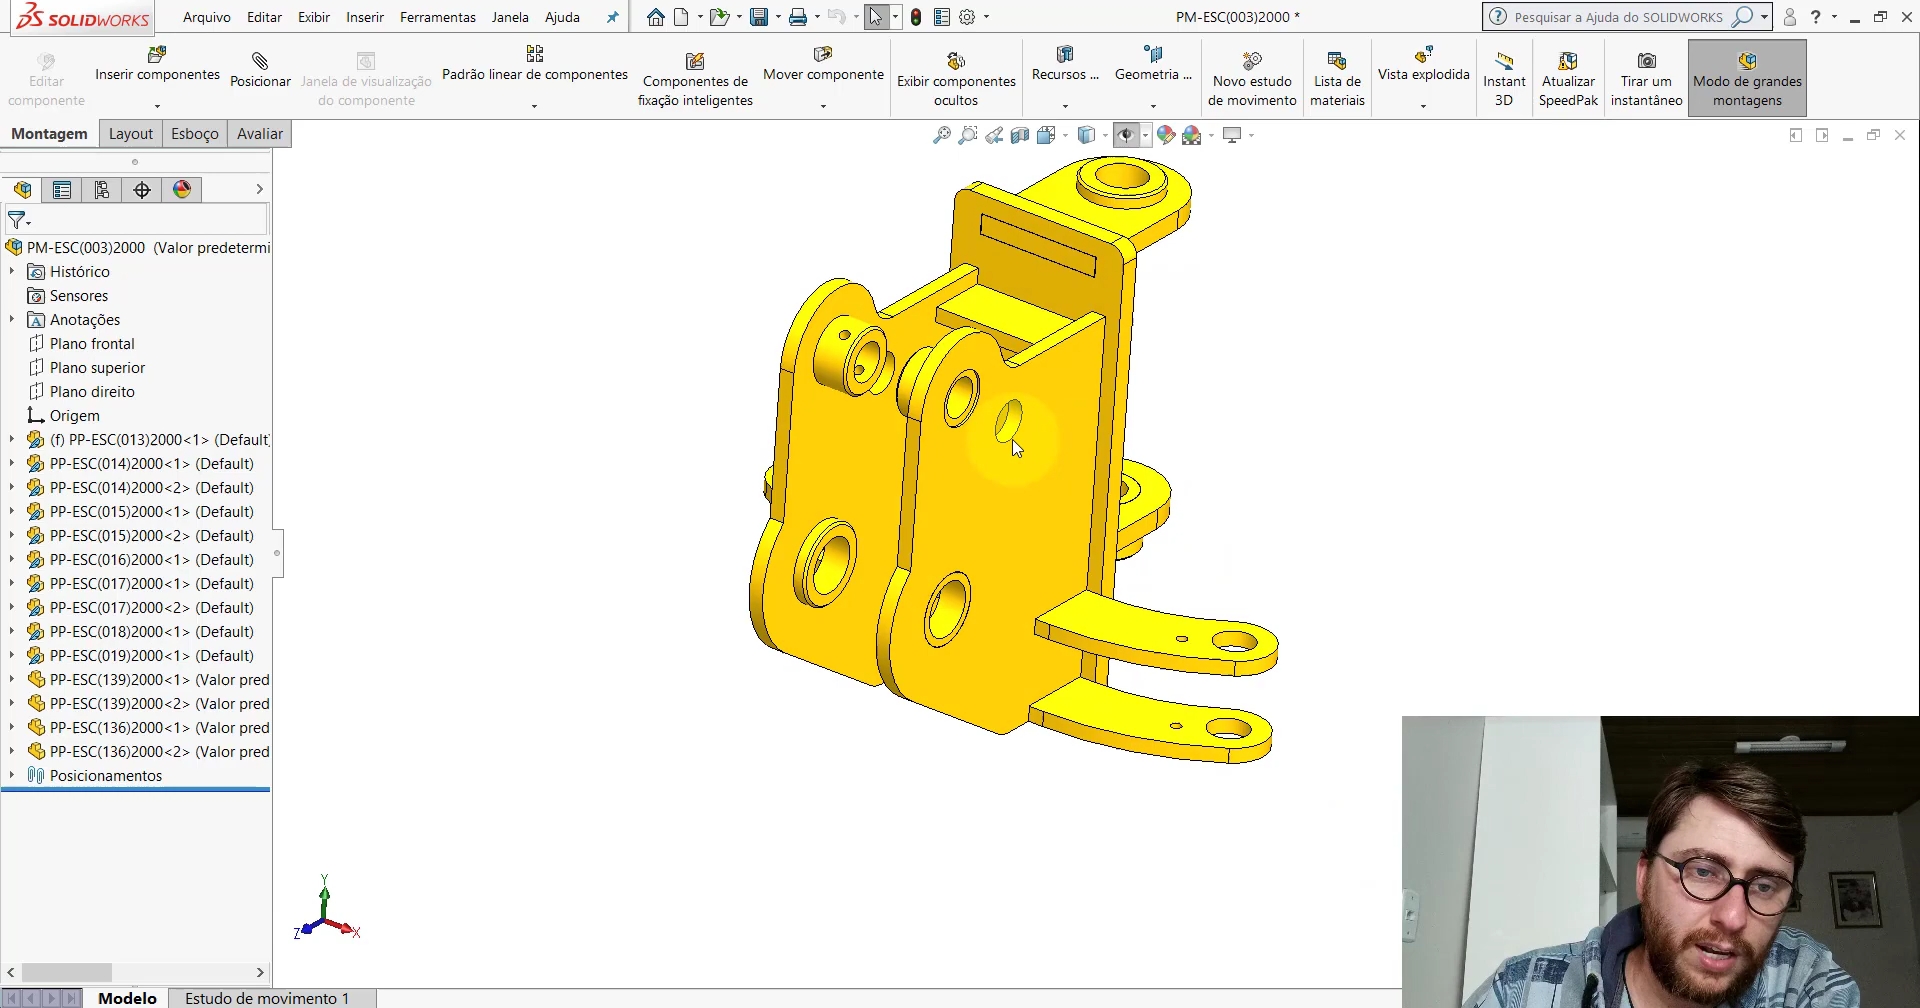 SOLIDWORKS
Arquivo Editar Exibir Inserir Ferramentas Janela Ajuda
PM-ESC(003)2000 *
Pesquisar a Ajuda do SOLIDWORKS
Editar componente
Inserir componentes
Posicionar
Janela de visualização do componente
Padrão linear de componentes
Componentes de fixação inteligentes
Mover componente
Exibir componentes ocultos
Recursos ...
Geometria ...
Novo estudo de movimento
Lista de materiais
Vista explodida
Instant 3D
Atualizar SpeedPak
Tirar um instantâneo
Modo de grandes montagens
Montagem Layout Esboço Avaliar
PM-ESC(003)2000 (Valor predetermi
Histórico
Sensores
Anotações
Plano frontal
Plano superior
Plano direito
Origem
(f) PP-ESC(013)2000<1> (Default)
PP-ESC(014)2000<1> (Default)
PP-ESC(014)2000<2> (Default)
PP-ESC(015)2000<1> (Default)
PP-ESC(015)2000<2> (Default)
PP-ESC(016)2000<1> (Default)
PP-ESC(017)2000<1> (Default)
PP-ESC(017)2000<2> (Default)
PP-ESC(018)2000<1> (Default)
PP-ESC(019)2000<1> (Default)
PP-ESC(139)2000<1> (Valor pred
PP-ESC(139)2000<2> (Valor pred
PP-ESC(136)2000<1> (Valor pred
PP-ESC(136)2000<2> (Valor pred
Posicionamentos
Y
Z X
Modelo Estudo de movimento 1